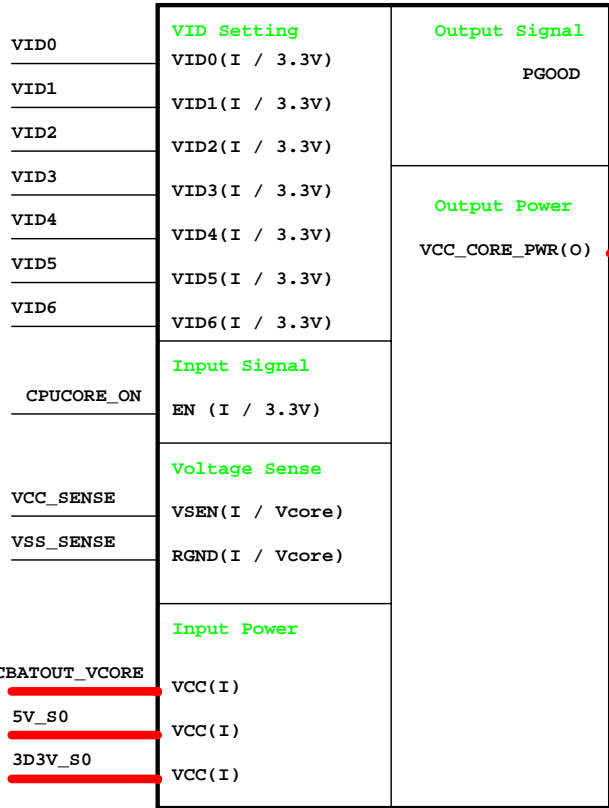 VID Setting
Output Signal
VID0
VID0(I / 3.3V)
PGOOD
VID1
VID1(I / 3.3V)
VID2
VID2(I / 3.3V)
VID3
VID3(I / 3.3V)
Output Power
VID4
VID4(I / 3.3V)
VCC_CORE_PWR(O)
VID5
VID5(I / 3.3V)
VID6
VID6(I / 3.3V)
Input Signal
CPUCORE_ON
EN (I / 3.3V)
Voltage Sense
VCC_SENSE
VSEN(I / Vcore)
VSS_SENSE
RGND(I / Vcore)
Input Power
CBATOUT_VCORE
VCC(I)
5V_S0
VCC(I)
3D3V_S0
VCC(I)